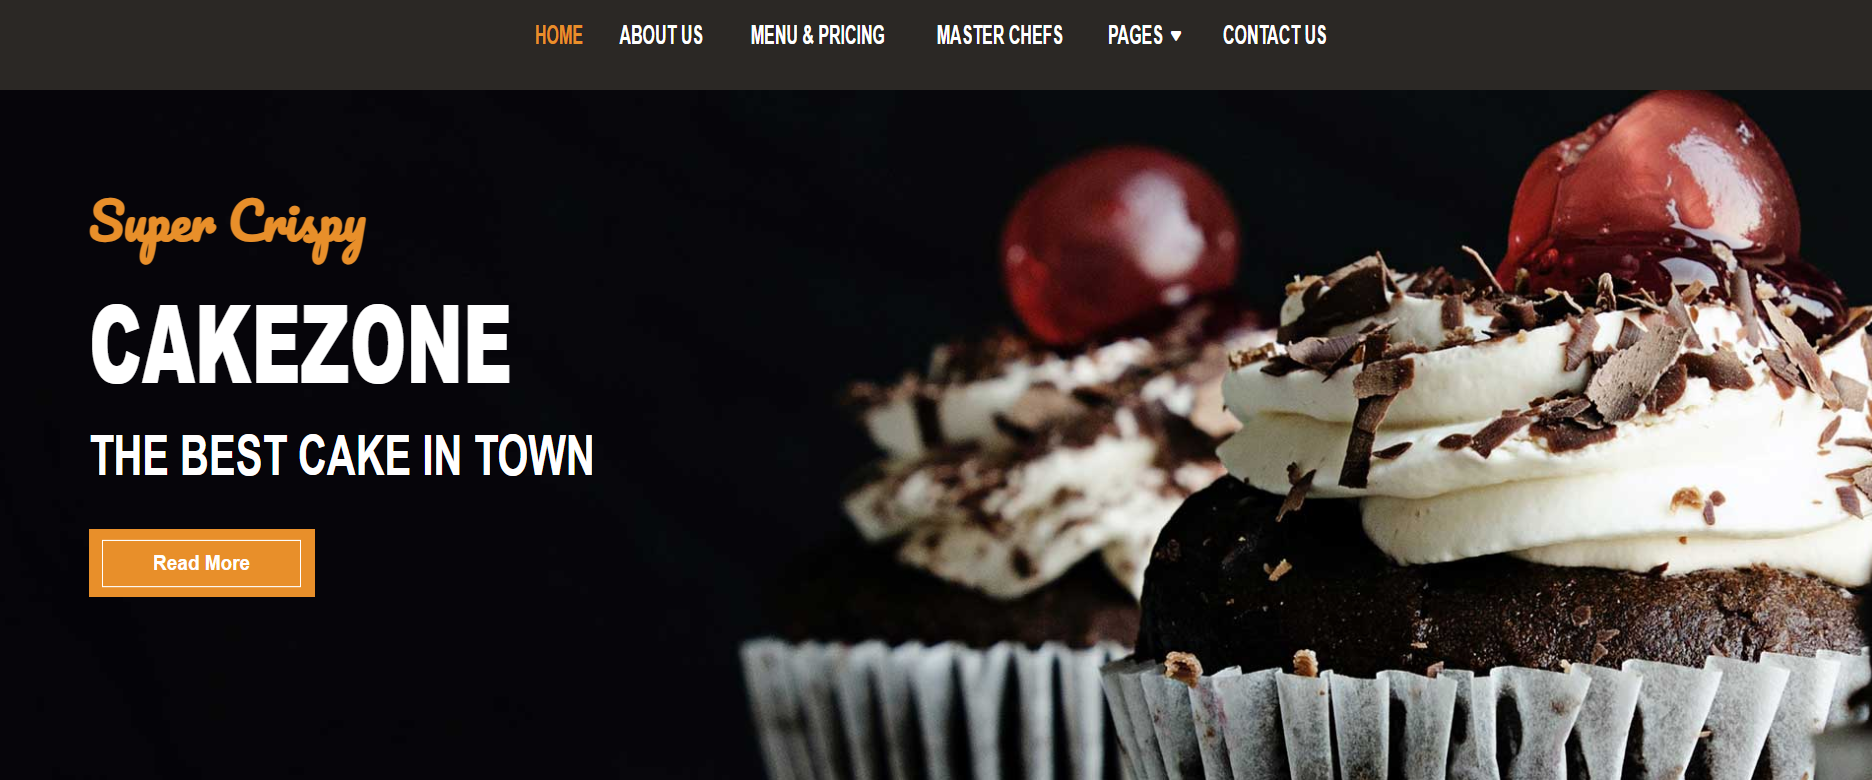 HOME ABOUT US MENU & PRICING MASTER CHEFS PAGES CONTACT US
Super Crispy
CAKEZONE
THE BEST CAKE IN TOWN
Read More